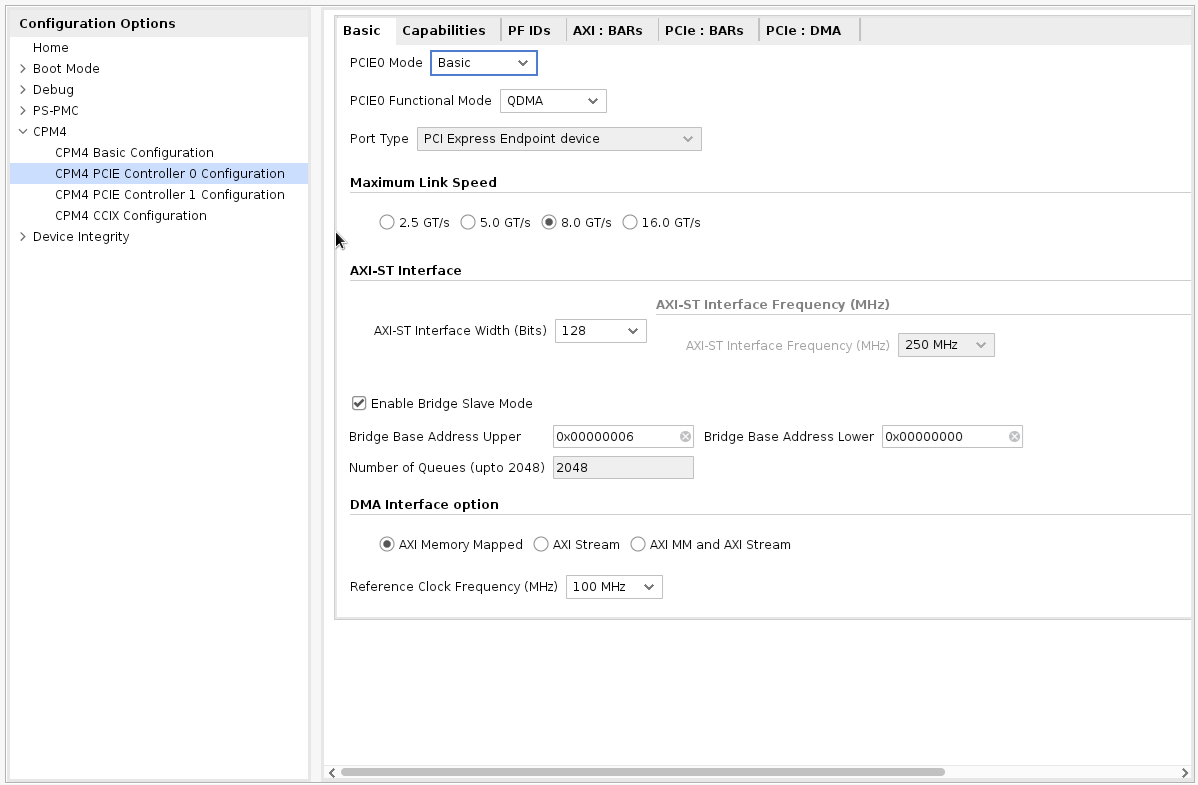 Configuration Options
Home
Boot Mode
Debug
PS-PMC
CPM4
CPM4 Basic Configuration
CPM4 PCIE Controller 0 Configuration
CPM4 PCIE Controller 1 Configuration
CPM4 CCIX Configuration
Device Integrity
Basic Capabilities PF IDs AXI : BARs PCIe : BARs PCIe : DMA
PCIE0 Mode Basic
PCIE0 Functional Mode QDMA
Port Type PCI Express Endpoint device
Maximum Link Speed
2.5 GT/s 5.0 GT/s 8.0 GT/s 16.0 GT/s
AXI-ST Interface
AXI-ST Interface Frequency (MHz)
AXI-ST Interface Width (Bits) 128
AXI-ST Interface Frequency (MHz) 250 MHz
Enable Bridge Slave Mode
Bridge Base Address Upper 0x00000006 Bridge Base Address Lower 0x00000000
Number of Queues (upto 2048) 2048
DMA Interface option
AXI Memory Mapped AXI Stream AXI MM and AXI Stream
Reference Clock Frequency (MHz) 100 MHz